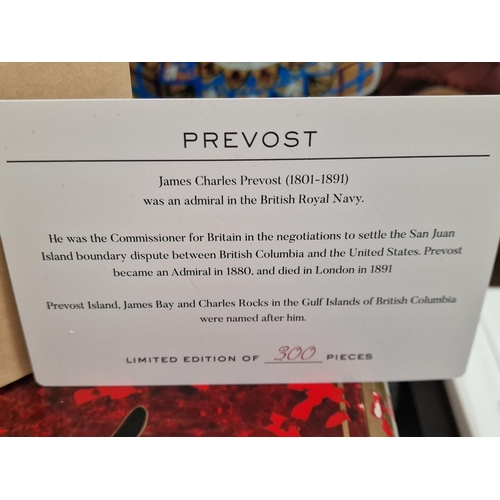 PREVOST
James Charles Prevost (1801-1891)
was an admiral in the British Royal Navy.
He was the Commissioner for Britain in the negotiations to settle the San Juan
Island boundary dispute between British Columbia and the United States. Prevost
became an Admiral in 1880, and died in London in 1891
Prevost Island, James Bay and Charles Rocks in the Gulf Islands of British Columbia
were named after him.
LIMITED EDITION OF 300 PIECES